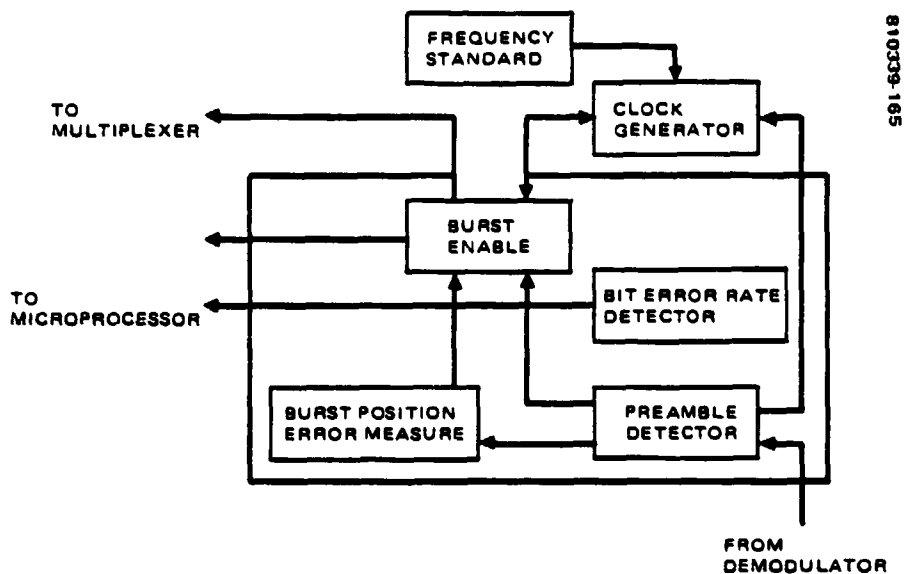 FREQUENCY
STANDARD
810339-165
TO
MULTIPLEXER
CLOCK
GENERATOR
BURST
ENABLE
TO
MICROPROCESSOR
BIT ERROR RATE
DETECTOR
BURST POSITION
ERROR MEASURE
PREAMBLE
DETECTOR
FROM
DEMODULATOR